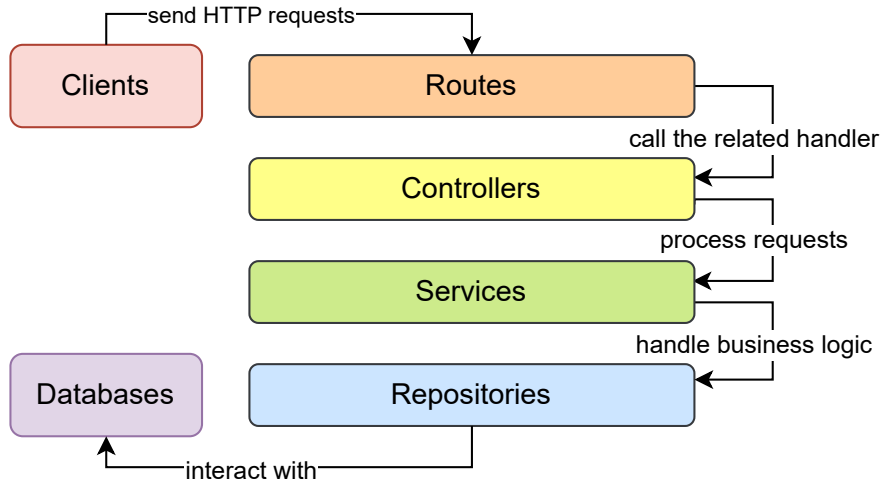 send HTTP requests
Clients
Routes
call the related handler
Controllers
process requests
Services
handle business logic
Databases
Repositories
interact with